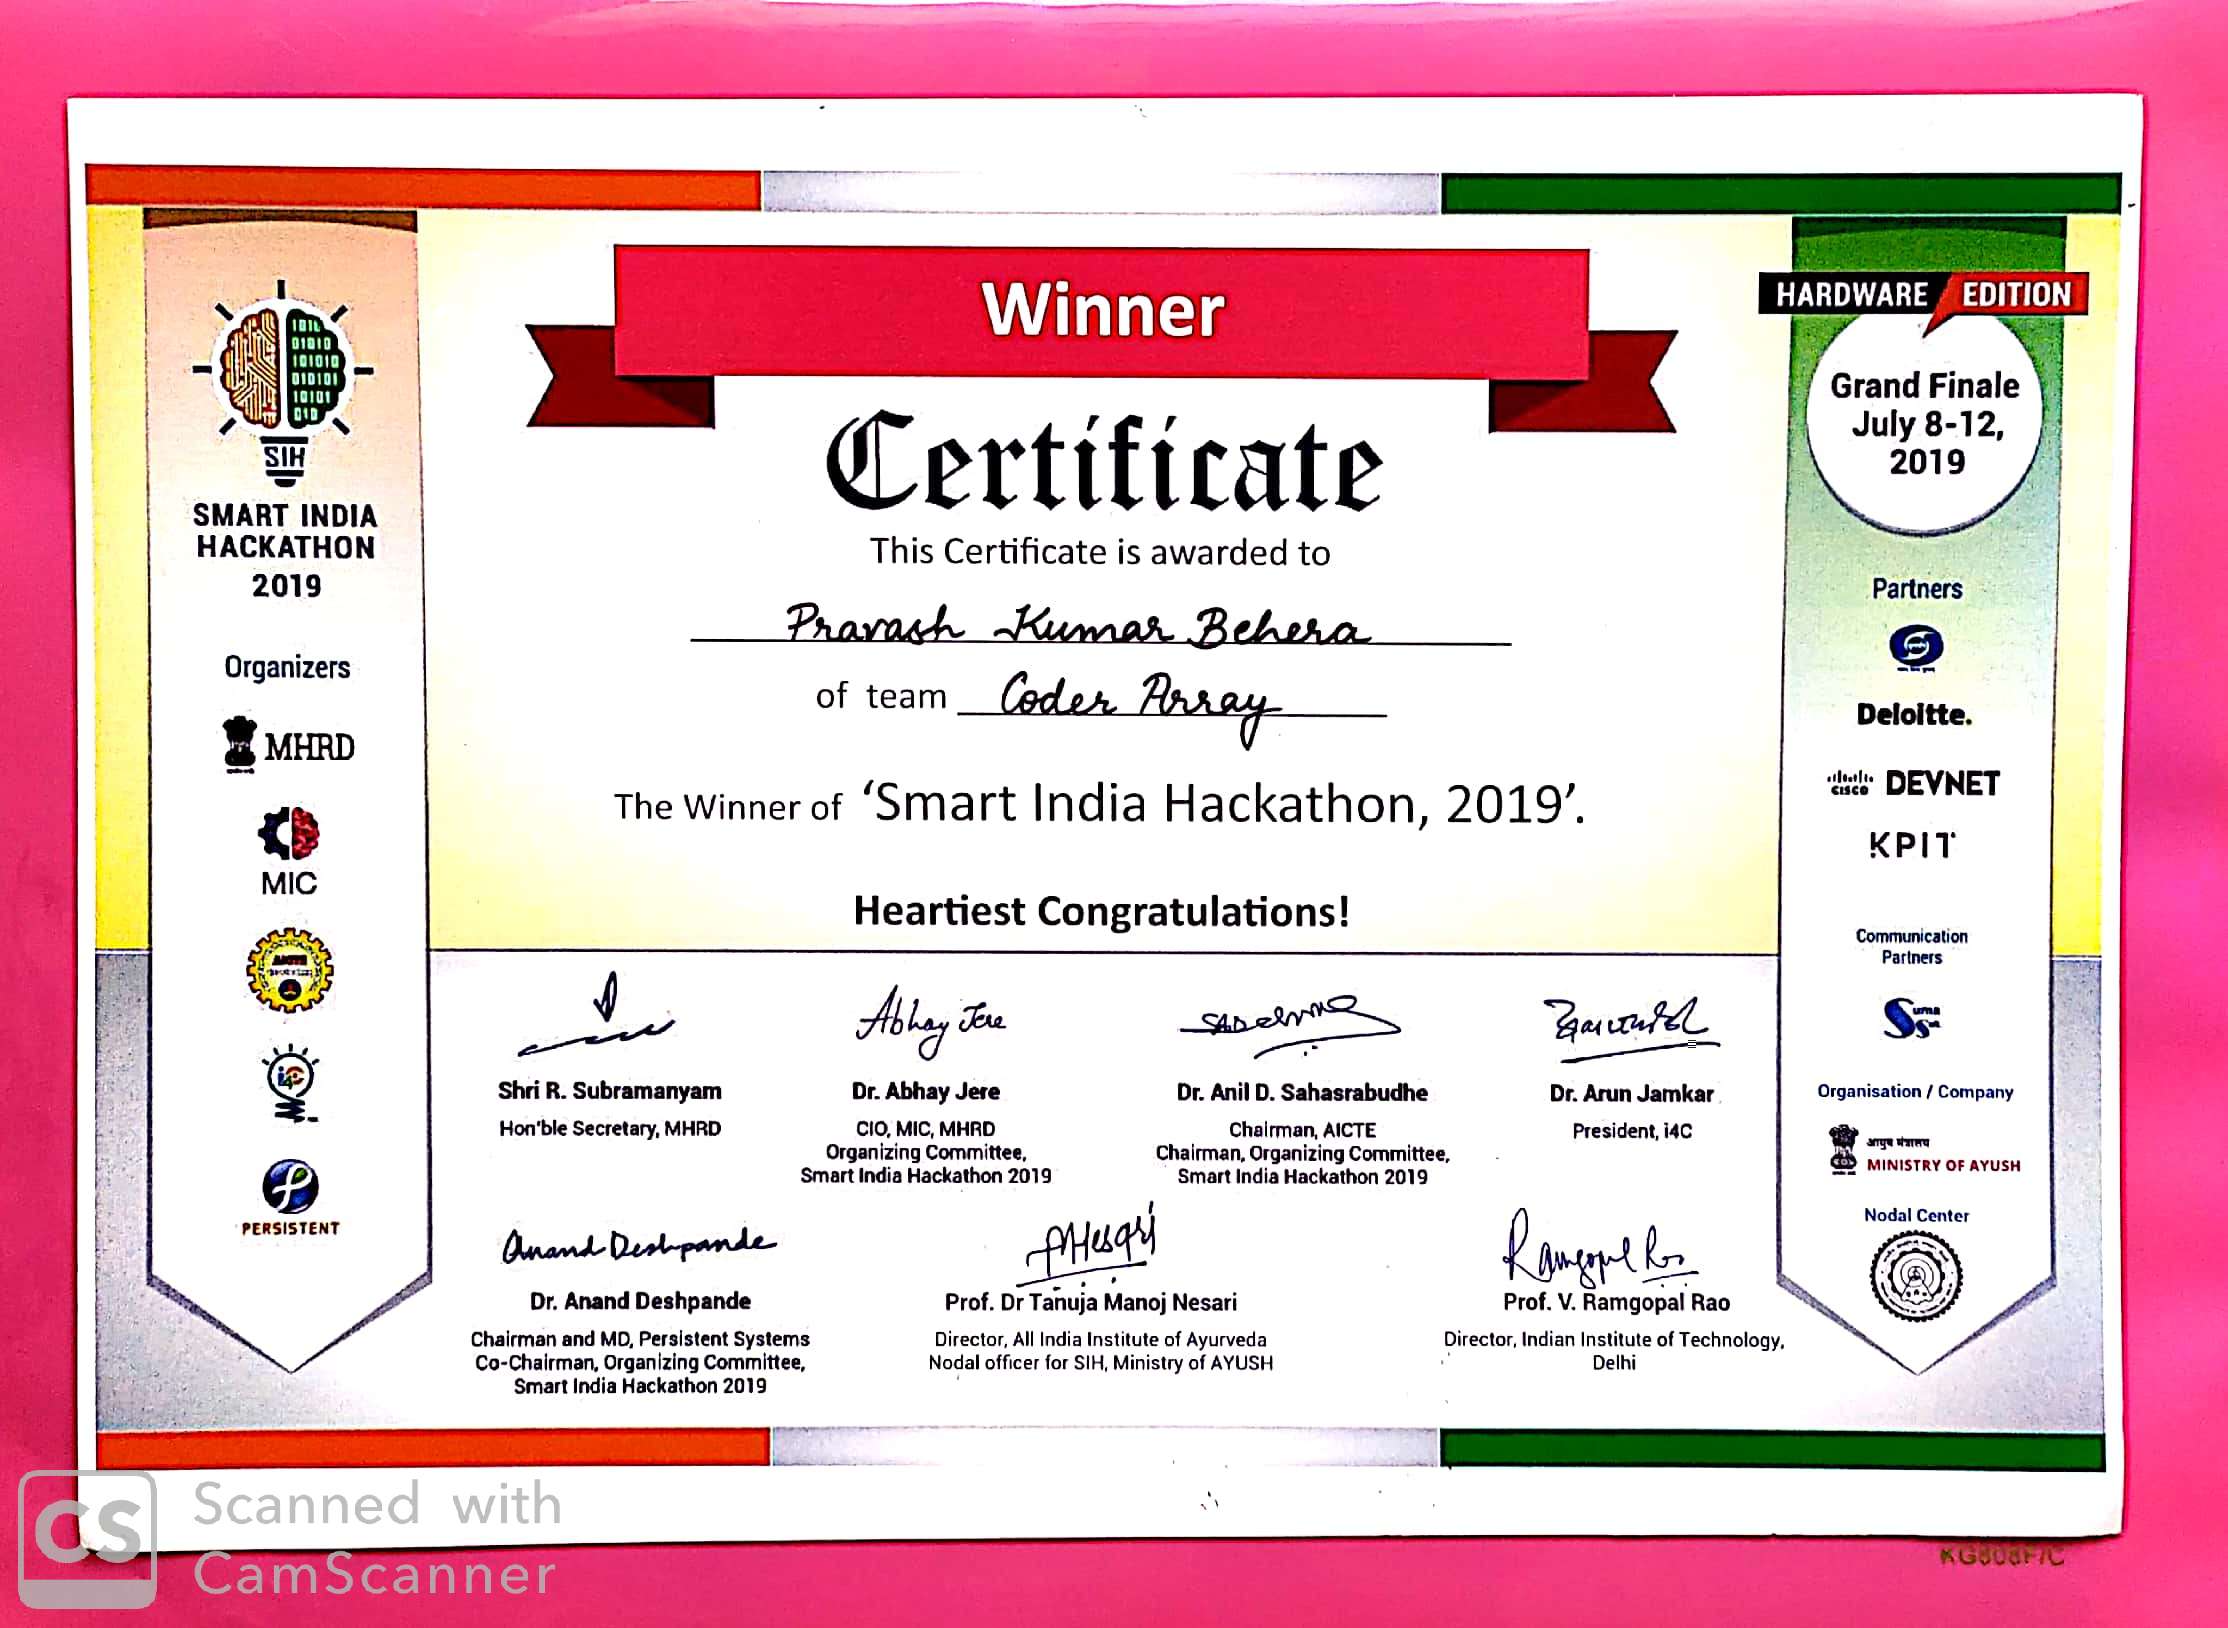 Winner
Certificate
This Certificate is awarded to
Pravash Kumar Behera
of team Coder Array
The Winner of ‘Smart India Hackathon, 2019’.
Heartiest Congratulations!
SIH
SMART INDIA
HACKATHON
2019
Organizers
MHRD
MIC
i4C
PERSISTENT
HARDWARE EDITION
Grand Finale
July 8-12,
2019
Partners
Deloitte.
cisco DEVNET
KPIT
Communication
Partners
Organisation / Company
आयुष मंत्रालय
MINISTRY OF AYUSH
Nodal Center
Abhay Jere
Shri R. Subramanyam
Hon'ble Secretary, MHRD
Dr. Abhay Jere
CIO, MIC, MHRD
Organizing Committee,
Smart India Hackathon 2019
Dr. Anil D. Sahasrabudhe
Chairman, AICTE
Chairman, Organizing Committee,
Smart India Hackathon 2019
Dr. Arun Jamkar
President, i4C
Anand Deshpande
Dr. Anand Deshpande
Chairman and MD, Persistent Systems
Co-Chairman, Organizing Committee,
Smart India Hackathon 2019
Prof. Dr Tanuja Manoj Nesari
Director, All India Institute of Ayurveda
Nodal officer for SIH, Ministry of AYUSH
Ramgopal Rao
Prof. V. Ramgopal Rao
Director, Indian Institute of Technology,
Delhi
CS Scanned with
CamScanner